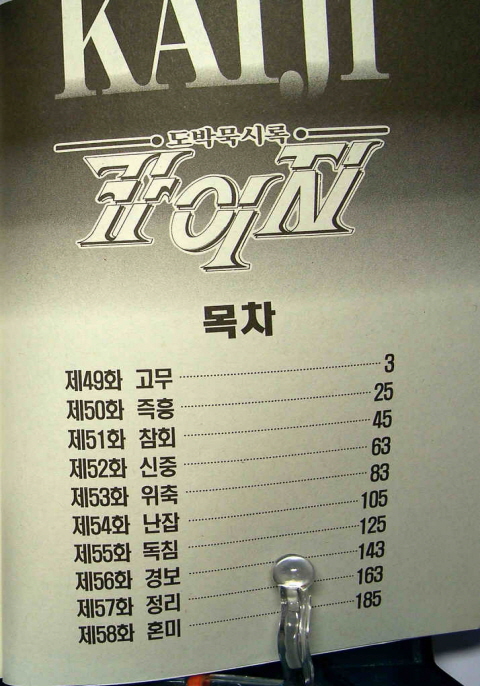 KAIJI
도박묵시록
카이지
목차
제49화 고무 3
제50화 즉흥 25
제51화 참회 45
제52화 신중 63
제53화 위축 83
제54화 난잡 105
제55화 독침 125
제56화 경보 143
제57화 정리 163
제58화 혼미 185